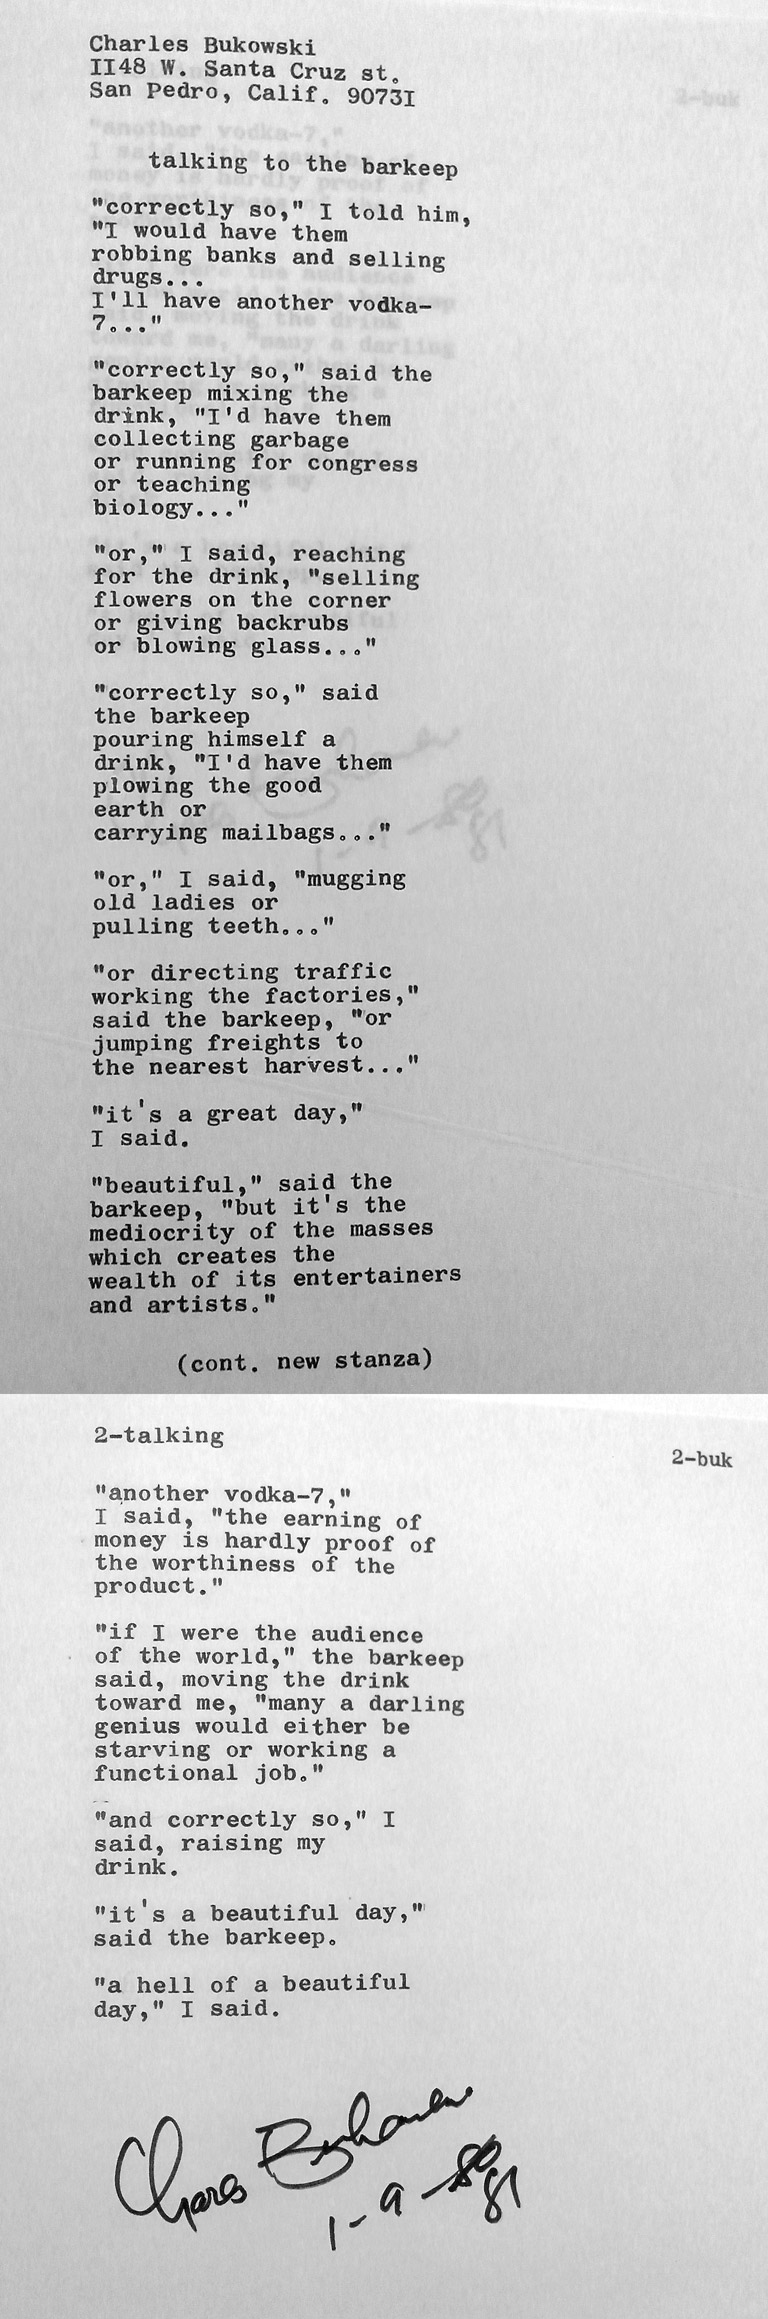 Charles Bukowski
II48 W. Santa Cruz st.
San Pedro, Calif. 9073I
talking to the barkeep
"correctly so," I told him,
"I would have them
robbing banks and selling
drugs...
I'll have another vodka-
7..."
"correctly so," said the
barkeep mixing the
drink, "I'd have them
collecting garbage
or running for congress
or teaching
biology..."
"or," I said, reaching
for the drink, "selling
flowers on the corner
or giving backrubs
or blowing glass..."
"correctly so," said
the barkeep
pouring himself a
drink, "I'd have them
plowing the good
earth or
carrying mailbags..."
"or," I said, "mugging
old ladies or
pulling teeth..."
"or directing traffic
working the factories,"
said the barkeep, "or
jumping freights to
the nearest harvest..."
"it's a great day,"
I said.
"beautiful," said the
barkeep, "but it's the
mediocrity of the masses
which creates the
wealth of its entertainers
and artists."
(cont. new stanza)
2-talking
2-buk
"another vodka-7,"
I said, "the earning of
money is hardly proof of
the worthiness of the
product."
"if I were the audience
of the world," the barkeep
said, moving the drink
toward me, "many a darling
genius would either be
starving or working a
functional job."
"and correctly so," I
said, raising my
drink.
"it's a beautiful day,"
said the barkeep.
"a hell of a beautiful
day," I said.
Charles Bukowski
1-9-80 81